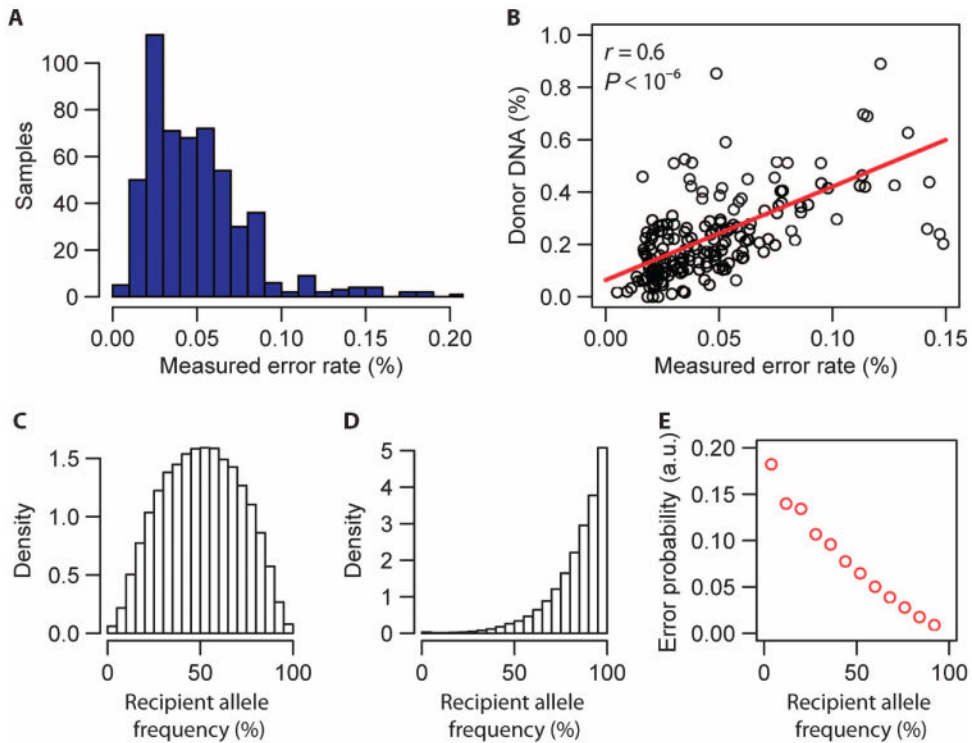 A
100
80
60
40
20
0
Samples
0.00 0.05 0.10 0.15 0.20
Measured error rate (%)
B
1.0
0.8
0.6
0.4
0.2
0.0
Donor DNA (%)
r = 0.6
P < 10⁻⁶
0.00 0.05 0.10 0.15
Measured error rate (%)
C
1.5
1.0
0.5
0.0
Density
0 50 100
Recipient allele
frequency (%)
D
5
4
3
2
1
0
Density
0 50 100
Recipient allele
frequency (%)
E
0.20
0.15
0.10
0.05
0.00
Error probability (a.u.)
0 50 100
Recipient allele
frequency (%)